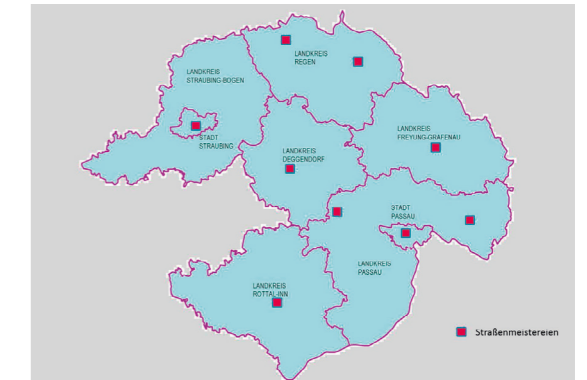 LANDKREIS
REGEN
LANDKREIS
STRAUBING-BOGEN
STADT
STRAUBING
LANDKREIS
FREYUNG-GRAFENAU
LANDKREIS
DEGGENDORF
STADT
PASSAU
LANDKREIS
PASSAU
LANDKREIS
ROTTAL-INN
Straßenmeistereien